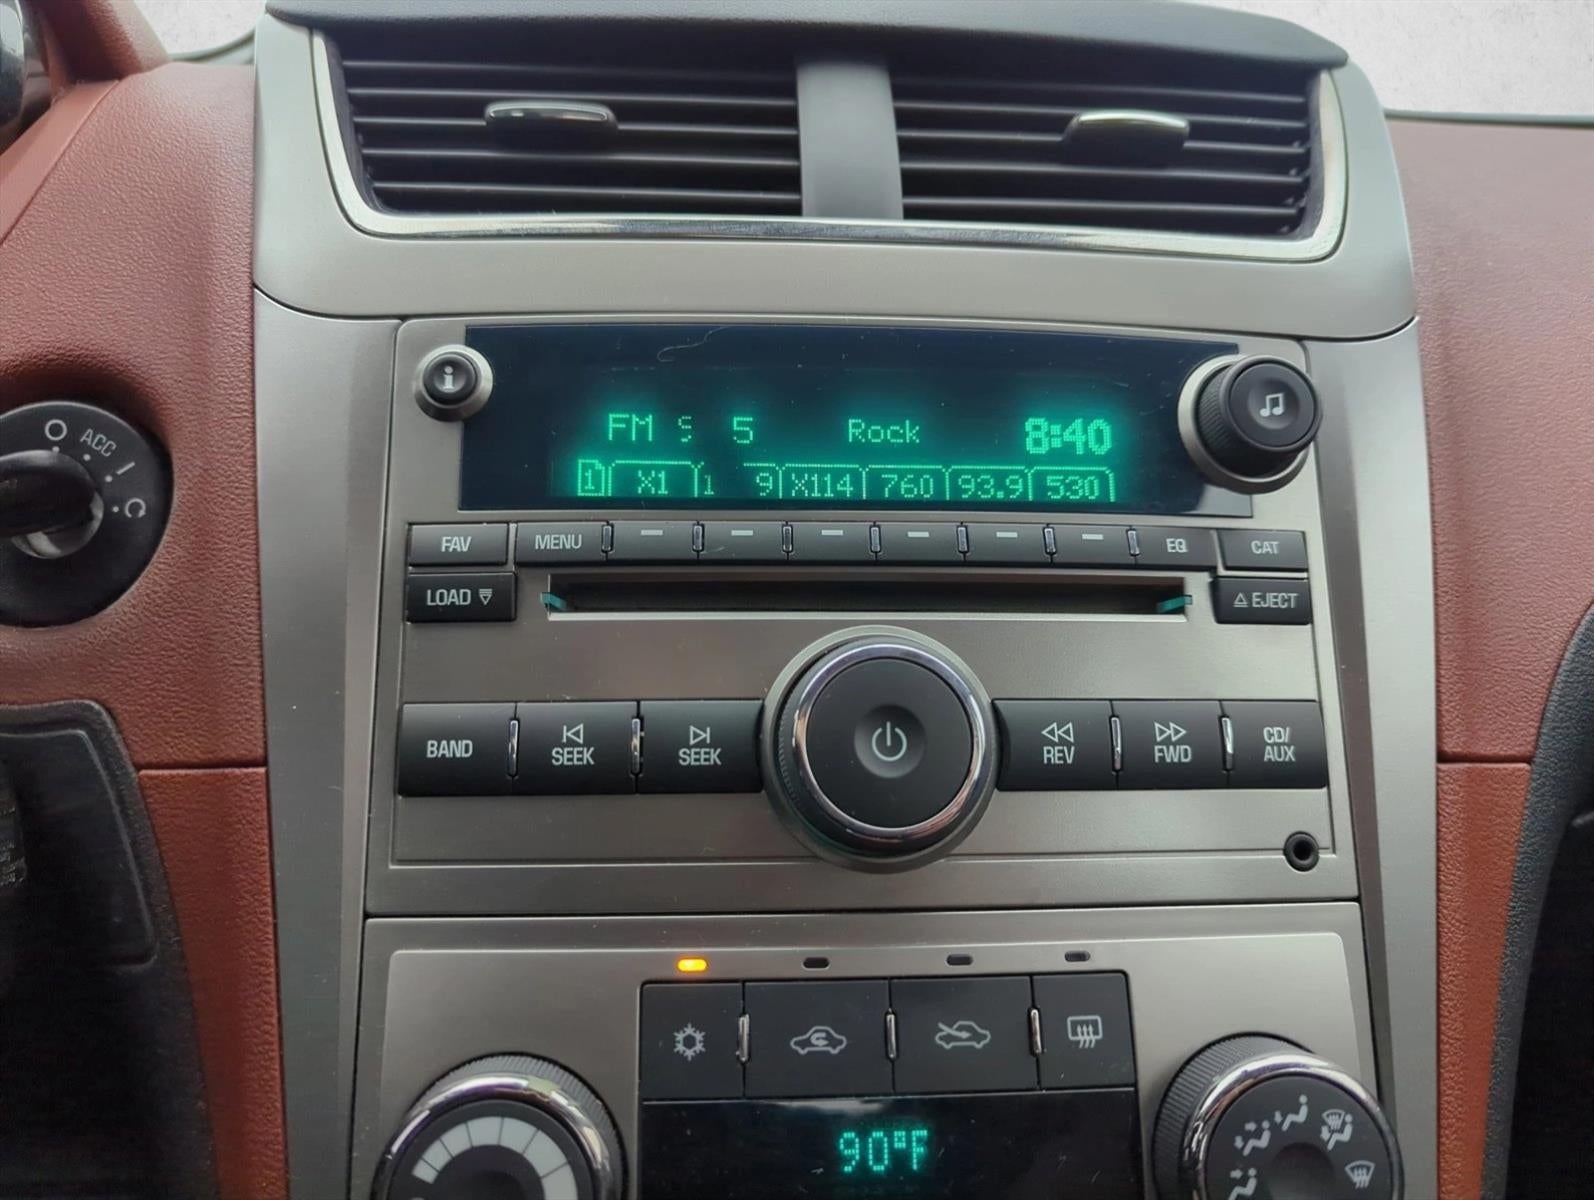 i
FM 5 Rock 8:40
1 X1 1 9 X114 760 93.9 530
ACC
FAV MENU EQ CAT
LOAD EJECT
BAND SEEK SEEK REV FWD CD/
AUX
90°F